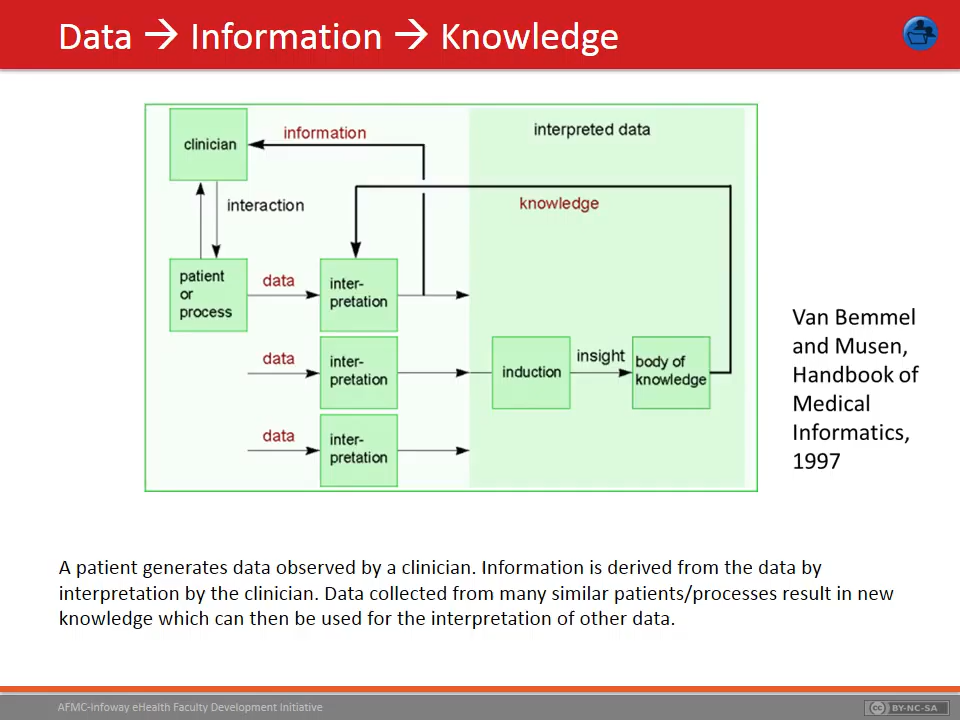 Data → Information → Knowledge
clinician
information
interpreted data
interaction
knowledge
patient
or
process
data
inter-
pretation
data
inter-
pretation
induction
insight
body of
knowledge
data
inter-
pretation
Van Bemmel
and Musen,
Handbook of
Medical
Informatics,
1997
A patient generates data observed by a clinician. Information is derived from the data by
interpretation by the clinician. Data collected from many similar patients/processes result in new
knowledge which can then be used for the interpretation of other data.
AFMC-Infoway eHealth Faculty Development Initiative
cc BY-NC-SA